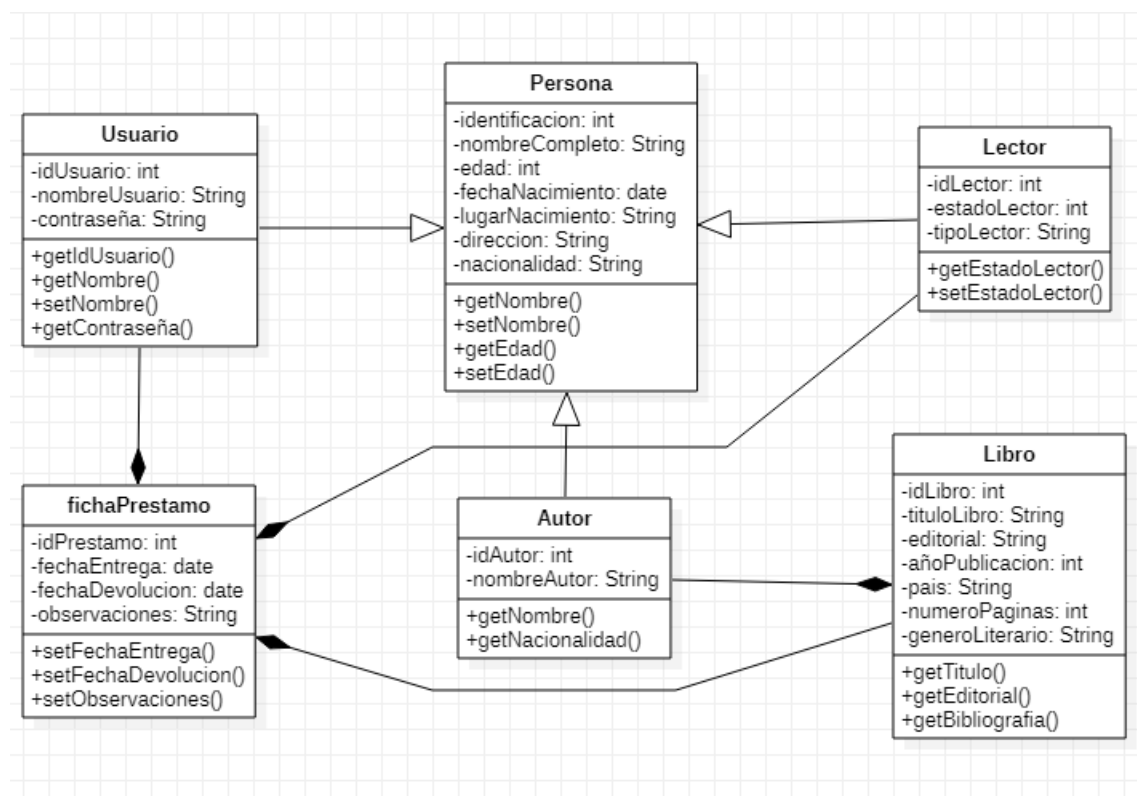 Persona
-identificacion: int
-nombreCompleto: String
-edad: int
-fechaNacimiento: date
-lugarNacimiento: String
-direccion: String
-nacionalidad: String
+getNombre()
+setNombre()
+getEdad()
+setEdad()
Usuario
-idUsuario: int
-nombreUsuario: String
-contraseña: String
+getIdUsuario()
+getNombre()
+setNombre()
+getContraseña()
Lector
-idLector: int
-estadoLector: int
-tipoLector: String
+getEstadoLector()
+setEstadoLector()
fichaPrestamo
-idPrestamo: int
-fechaEntrega: date
-fechaDevolucion: date
-observaciones: String
+setFechaEntrega()
+setFechaDevolucion()
+setObservaciones()
Autor
-idAutor: int
-nombreAutor: String
+getNombre()
+getNacionalidad()
Libro
-idLibro: int
-tituloLibro: String
-editorial: String
-añoPublicacion: int
-pais: String
-numeroPaginas: int
-generoLiterario: String
+getTitulo()
+getEditorial()
+getBibliografia()